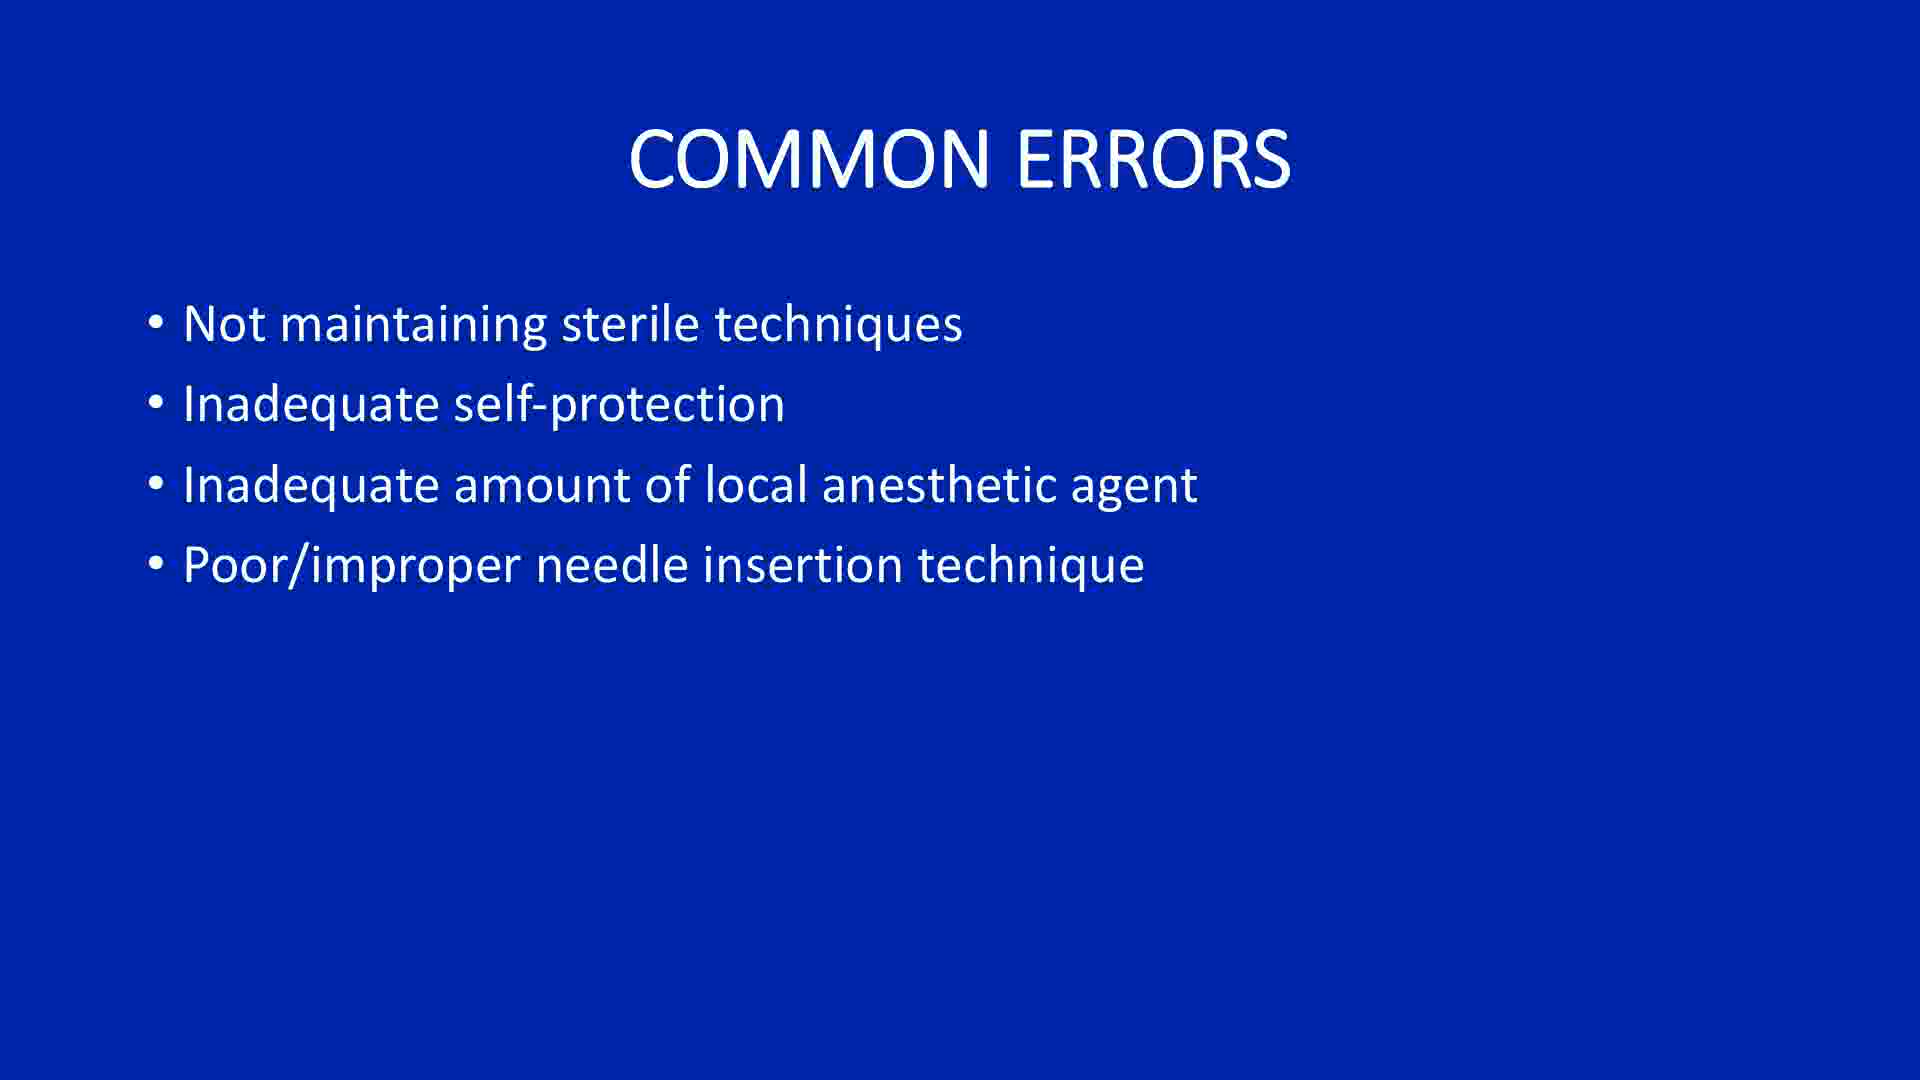 COMMON ERRORS
• Not maintaining sterile techniques
• Inadequate self-protection
• Inadequate amount of local anesthetic agent
• Poor/improper needle insertion technique